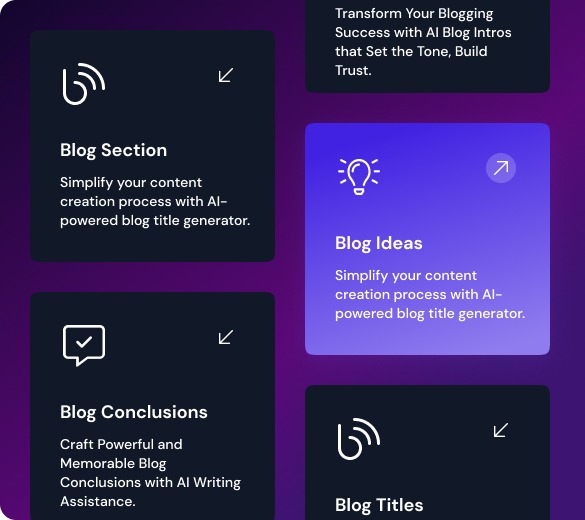 Blog Section
Simplify your content
creation process with AI-
powered blog title generator.
Blog Conclusions
Craft Powerful and
Memorable Blog
Conclusions with AI Writing
Assistance.
Transform Your Blogging
Success with AI Blog Intros
that Set the Tone, Build
Trust.
Blog Ideas
Simplify your content
creation process with AI-
powered blog title generator.
Blog Titles